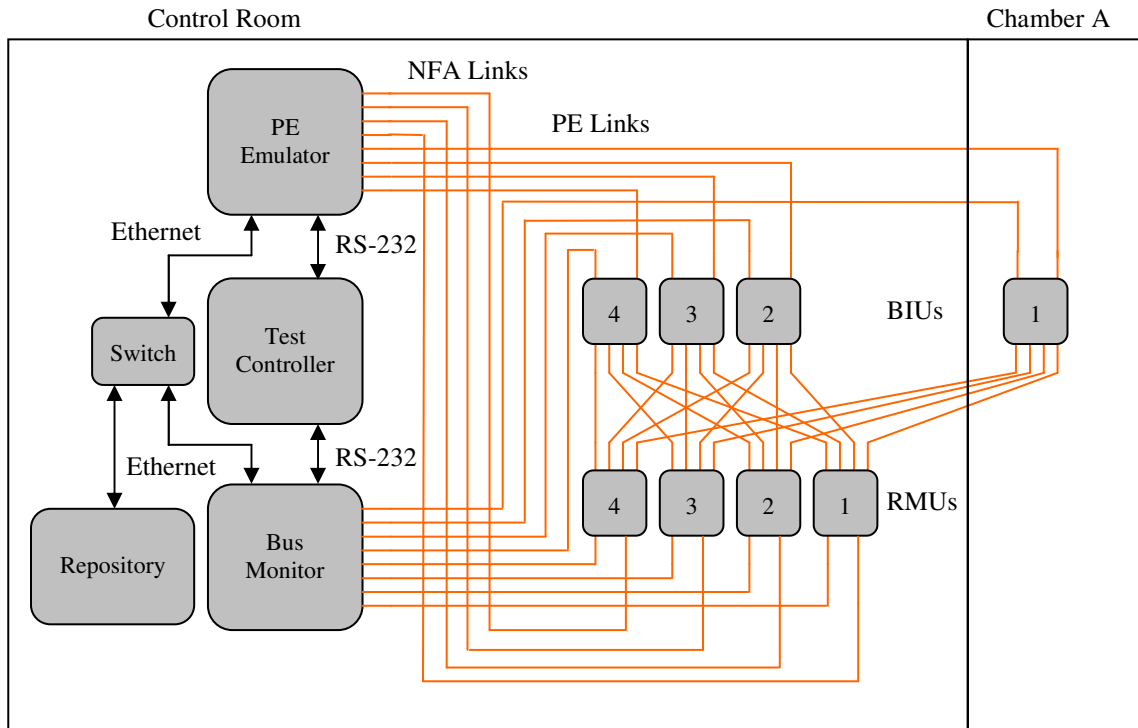 Control Room
Chamber A
NFA Links
PE
Emulator
PE Links
Ethernet
RS-232
4
3
2
BIUs
1
Switch
Test
Controller
Ethernet
RS-232
4
3
2
1
RMUs
Repository
Bus
Monitor